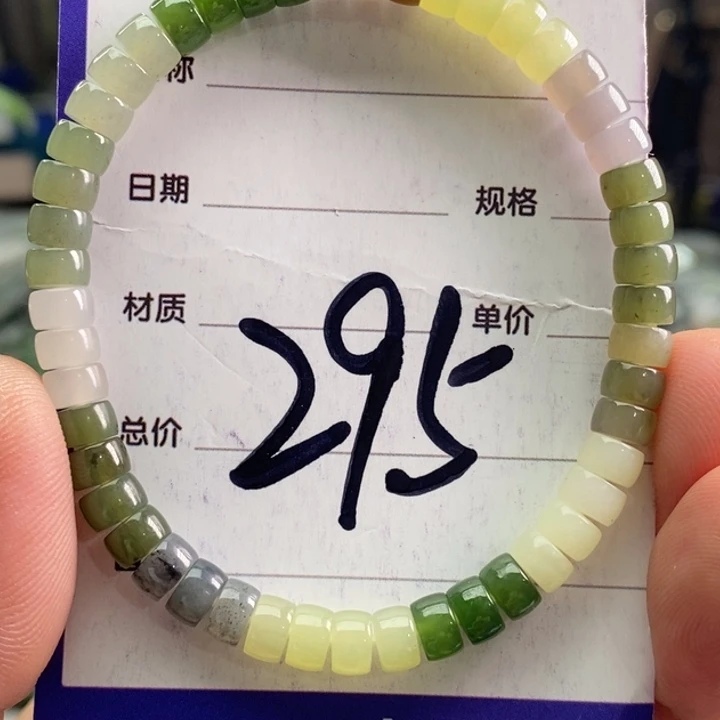 称
日期 规格
材质 单价
295
总价